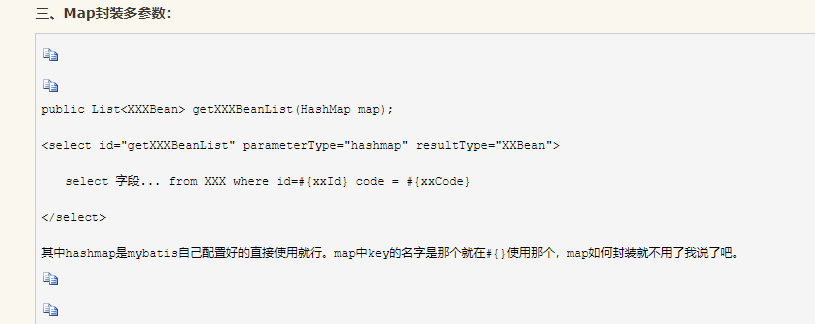 三、Map封装多参数：
public List<XXXBean> getXXXBeanList(HashMap map);
<select id="getXXXBeanList" parameterType="hashmap" resultType="XXBean">
select 字段... from XXX where id=#{xxId} code = #{xxCode}
</select>
其中hashmap是mybatis自己配置好的直接使用就行。map中key的名字是那个就在#{}使用那个，map如何封装就不用了我说了吧。